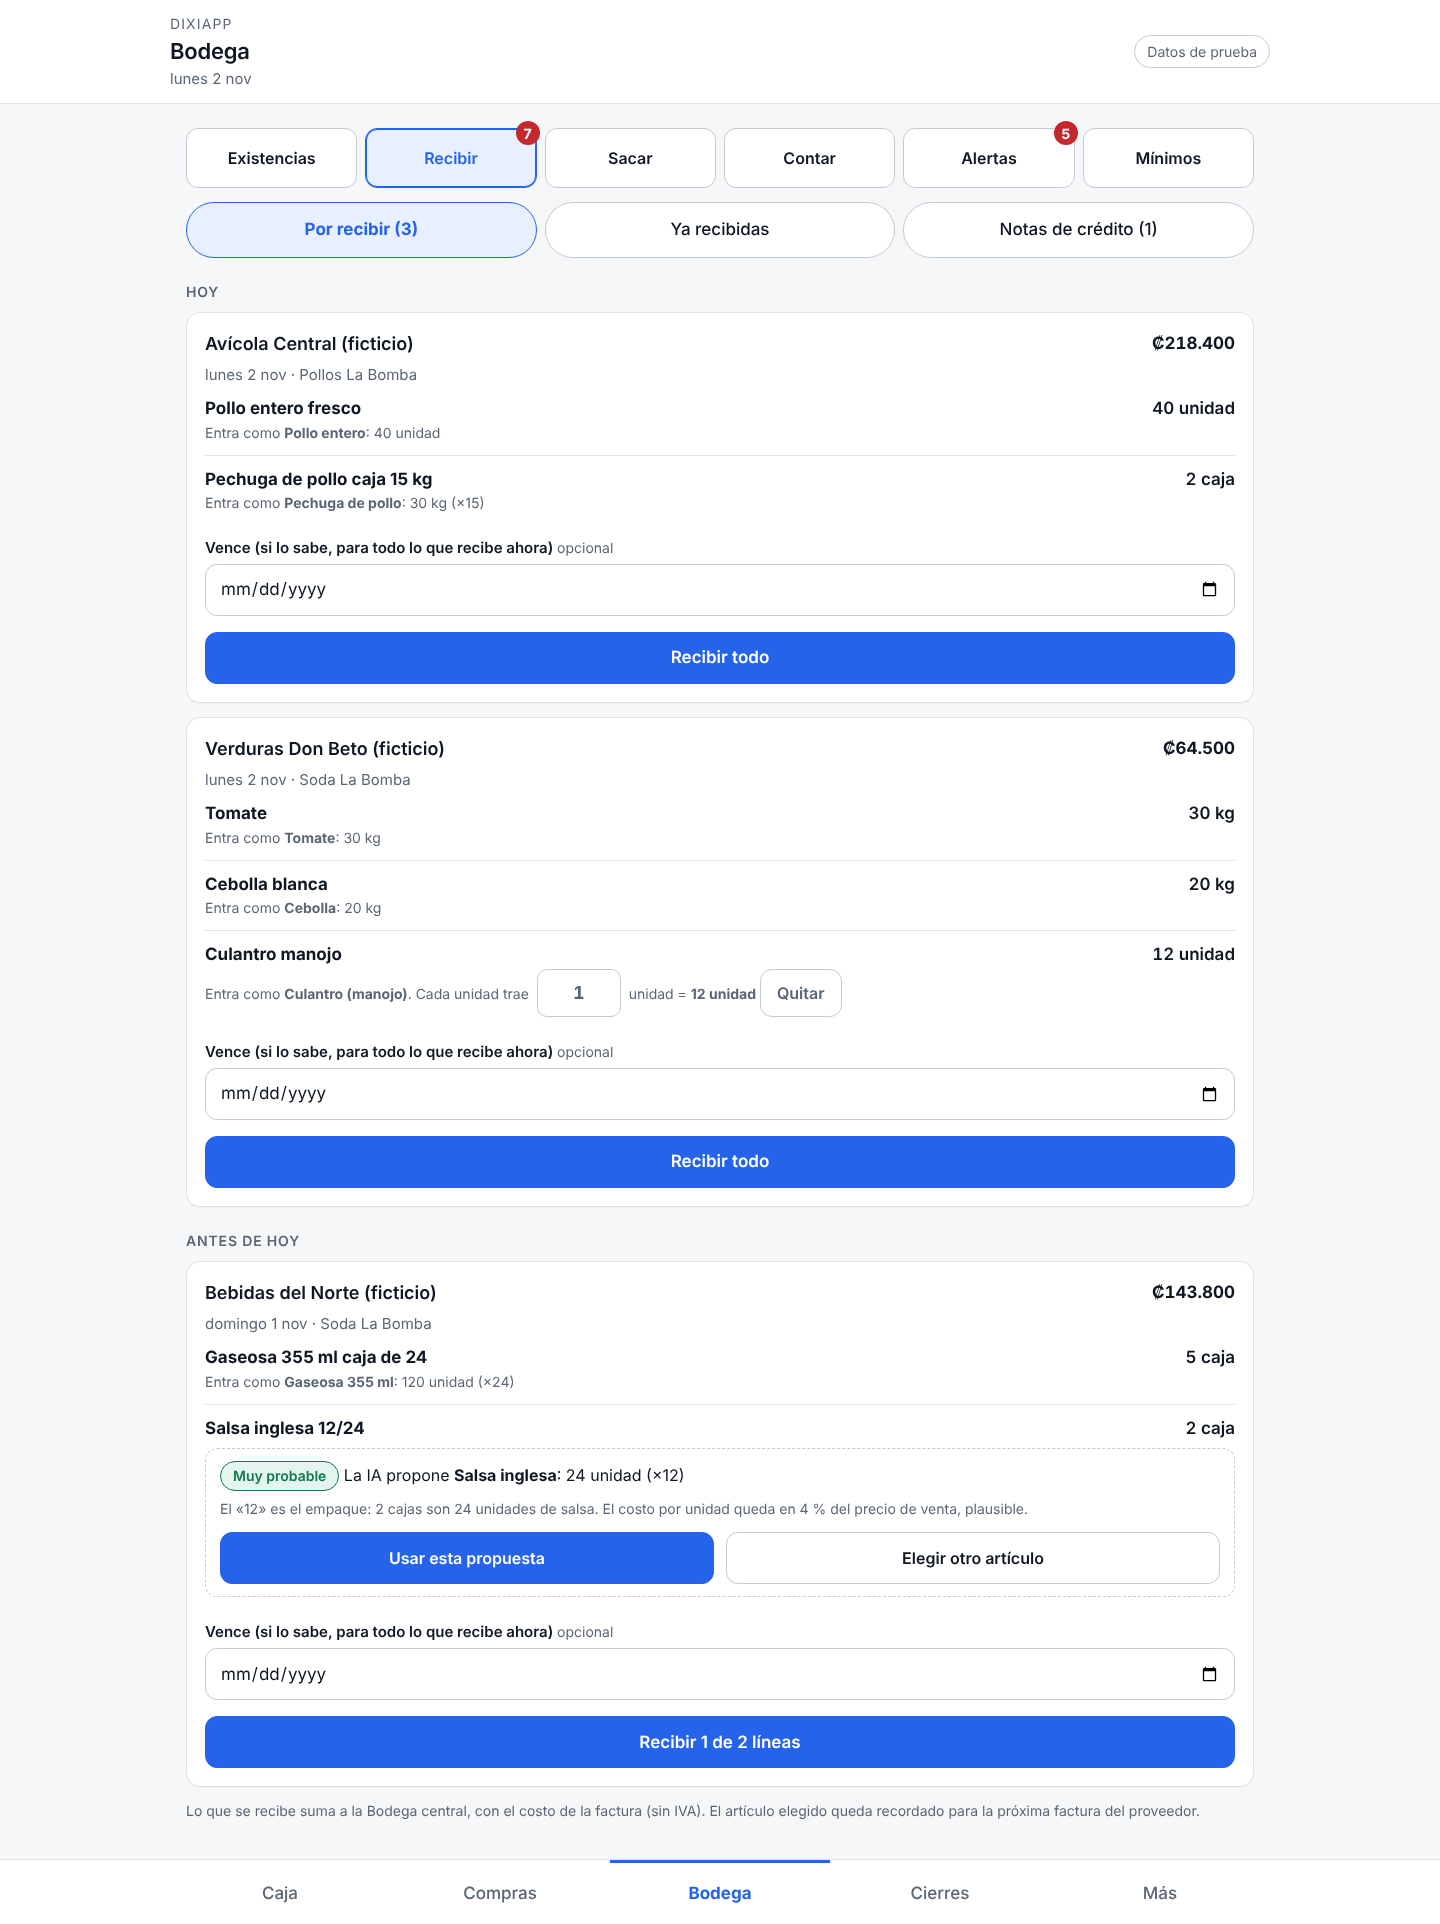 DIXIAPP
Bodega
lunes 2 nov
Datos de prueba
Existencias
Recibir
7
Sacar
Contar
Alertas
5
Mínimos
Por recibir (3)
Ya recibidas
Notas de crédito (1)
HOY
Avícola Central (ficticio)
₡218.400
lunes 2 nov · Pollos La Bomba
Pollo entero fresco
40 unidad
Entra como Pollo entero: 40 unidad
Pechuga de pollo caja 15 kg
2 caja
Entra como Pechuga de pollo: 30 kg (×15)
Vence (si lo sabe, para todo lo que recibe ahora) opcional
mm/dd/yyyy
Recibir todo
Verduras Don Beto (ficticio)
₡64.500
lunes 2 nov · Soda La Bomba
Tomate
30 kg
Entra como Tomate: 30 kg
Cebolla blanca
20 kg
Entra como Cebolla: 20 kg
Culantro manojo
12 unidad
Entra como Culantro (manojo). Cada unidad trae 1 unidad = 12 unidad Quitar
Vence (si lo sabe, para todo lo que recibe ahora) opcional
mm/dd/yyyy
Recibir todo
ANTES DE HOY
Bebidas del Norte (ficticio)
₡143.800
domingo 1 nov · Soda La Bomba
Gaseosa 355 ml caja de 24
5 caja
Entra como Gaseosa 355 ml: 120 unidad (×24)
Salsa inglesa 12/24
2 caja
Muy probable La IA propone Salsa inglesa: 24 unidad (×12)
El «12» es el empaque: 2 cajas son 24 unidades de salsa. El costo por unidad queda en 4 % del precio de venta, plausible.
Usar esta propuesta
Elegir otro artículo
Vence (si lo sabe, para todo lo que recibe ahora) opcional
mm/dd/yyyy
Recibir 1 de 2 líneas
Lo que se recibe suma a la Bodega central, con el costo de la factura (sin IVA). El artículo elegido queda recordado para la próxima factura del proveedor.
Caja
Compras
Bodega
Cierres
Más